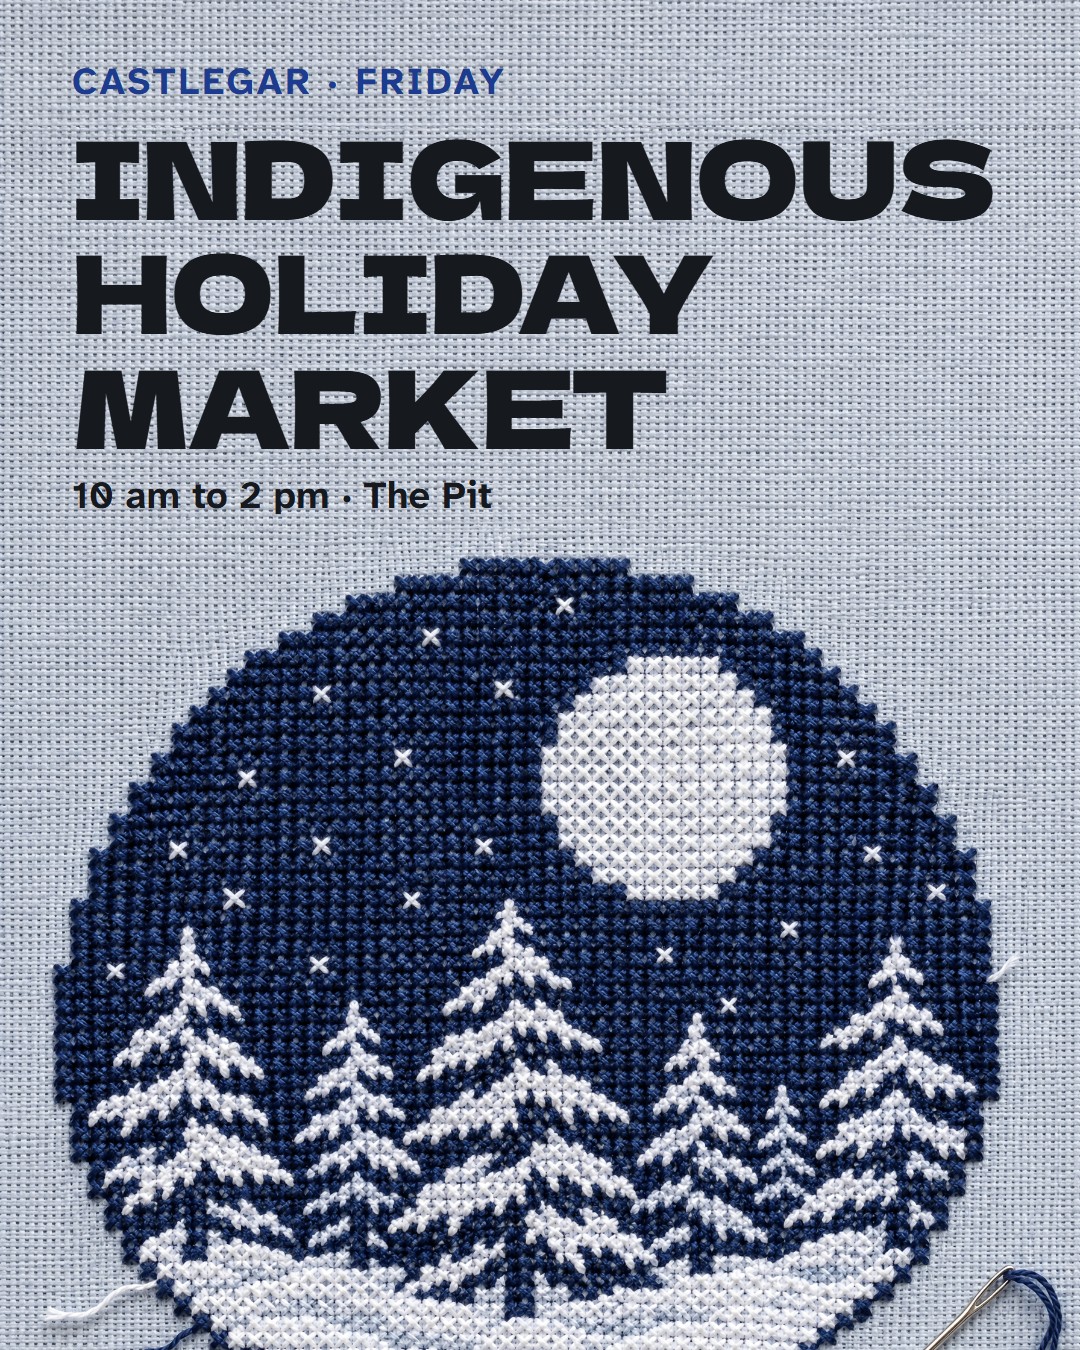 CASTLEGAR · FRIDAY
INDIGENOUS
HOLIDAY
MARKET
10 am to 2 pm · The Pit